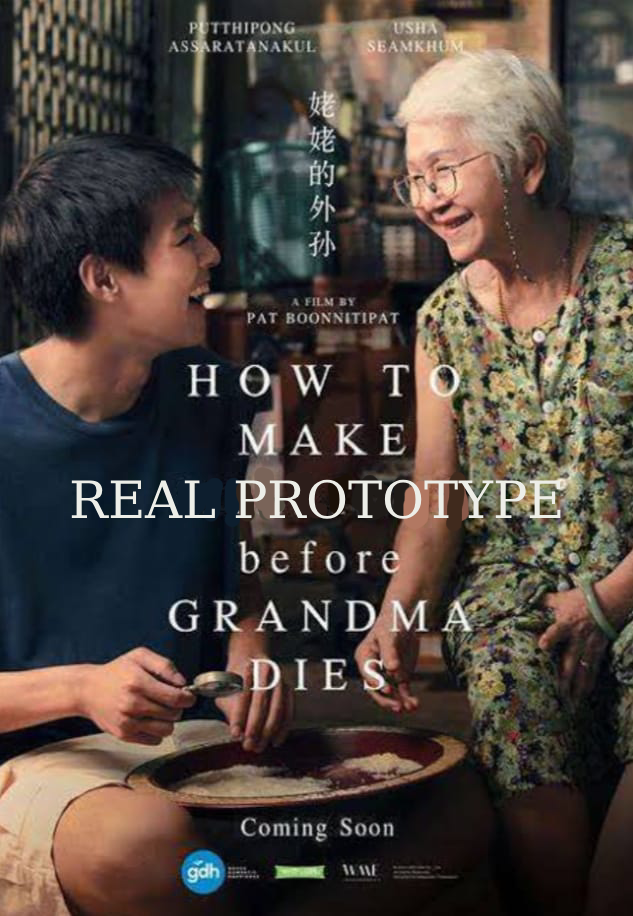 PUTTHIPONG
ASSARATANAKUL
USHA
SEAMKHUM
姥姥的外孙
A FILM BY
PAT BOONNITIPAT
HOW TO
MAKE
REAL PROTOTYPE
before
GRANDMA
DIES
Coming Soon
gdh